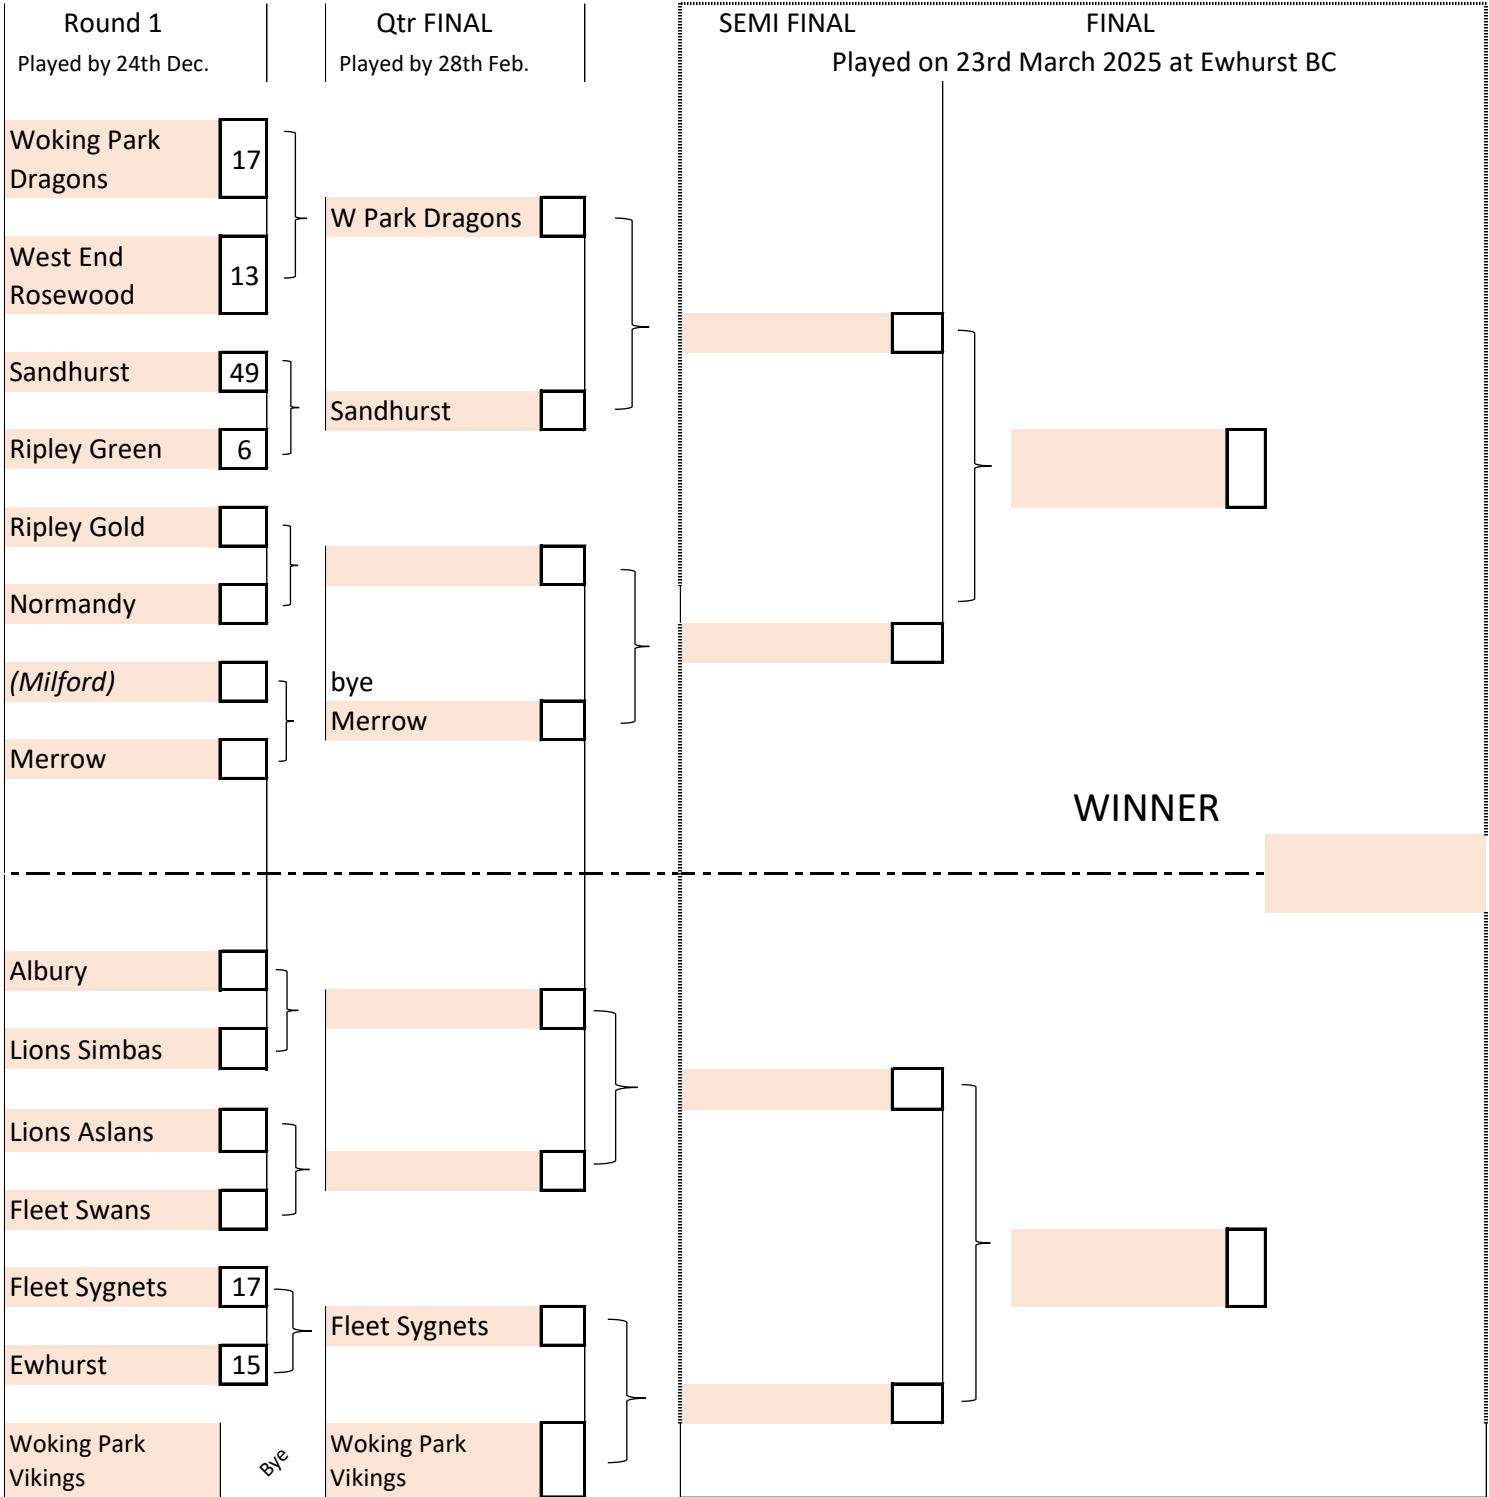 Round 1
Qtr FINAL
SEMI FINAL
FINAL
Played by 24th Dec.
Played by 28th Feb.
Played on 23rd March 2025 at Ewhurst BC
Woking Park
Dragons
17
W Park Dragons
West End
Rosewood
13
Sandhurst
49
Sandhurst
Ripley Green
6
Ripley Gold
Normandy
(Milford)
bye
Merrow
Merrow
WINNER
Albury
Lions Simbas
Lions Aslans
Fleet Swans
Fleet Sygnets
17
Fleet Sygnets
Ewhurst
15
Woking Park
Vikings
Bye
Woking Park
Vikings